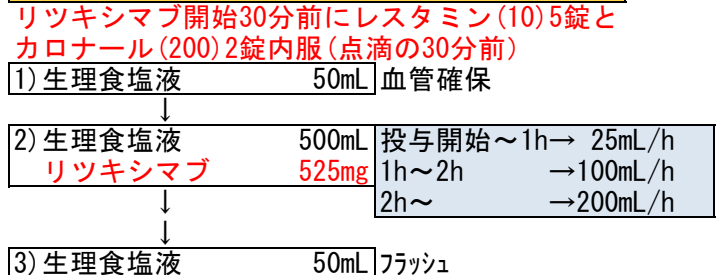 リツキシマブ開始30分前にレスタミン(10)5錠と
カロナール(200)2錠内服(点滴の30分前)
1)生理食塩液 50mL 血管確保
↓
2)生理食塩液 500mL 投与開始~1h→ 25mL/h
リツキシマブ 525mg 1h~2h →100mL/h
↓ 2h~ →200mL/h
↓
3)生理食塩液 50mL フラッシュ